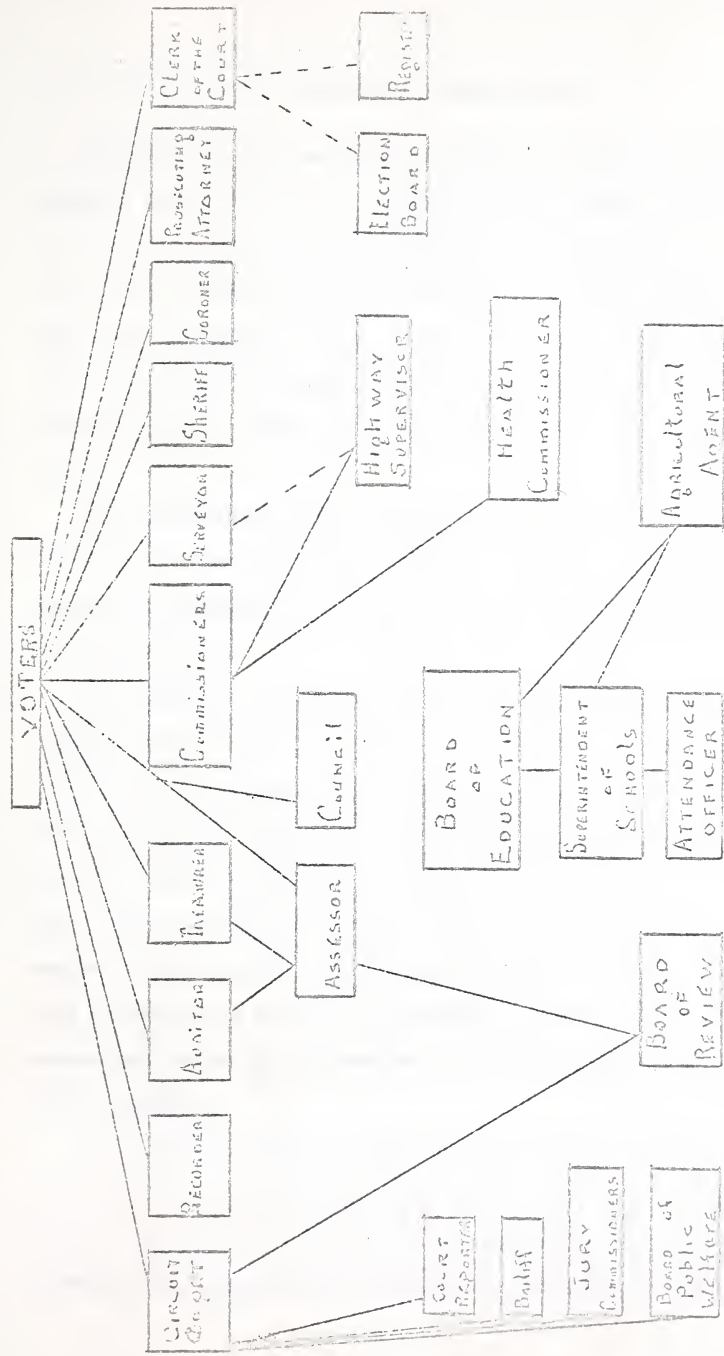 VOTERS
CIRCUIT
COURT
RECORDER
AUDITOR
TREAWRER
COMMISSIONERS
SURVEYOR
SHERIFF
CORONER
PROSICUTING
ATTORNEY
CLERK
OF THE
COURT
ASSESSOR
COUNCIL
HIGHWAY
SUPERVISOR
ELECTION
BOARD
COURT
REPORTER
Bailiff
JURY
COMMISSIONERS
BOARD of
Public
Welfare
BOARD
OF
EDUCATION
HEALTH
COMMISSIONER
SUPERINTENDENT
OF
SCHOOLS
BOARD
OF
REVIEW
ATTENDANCE
OFFICER
AGRICULTURAL
AGENT